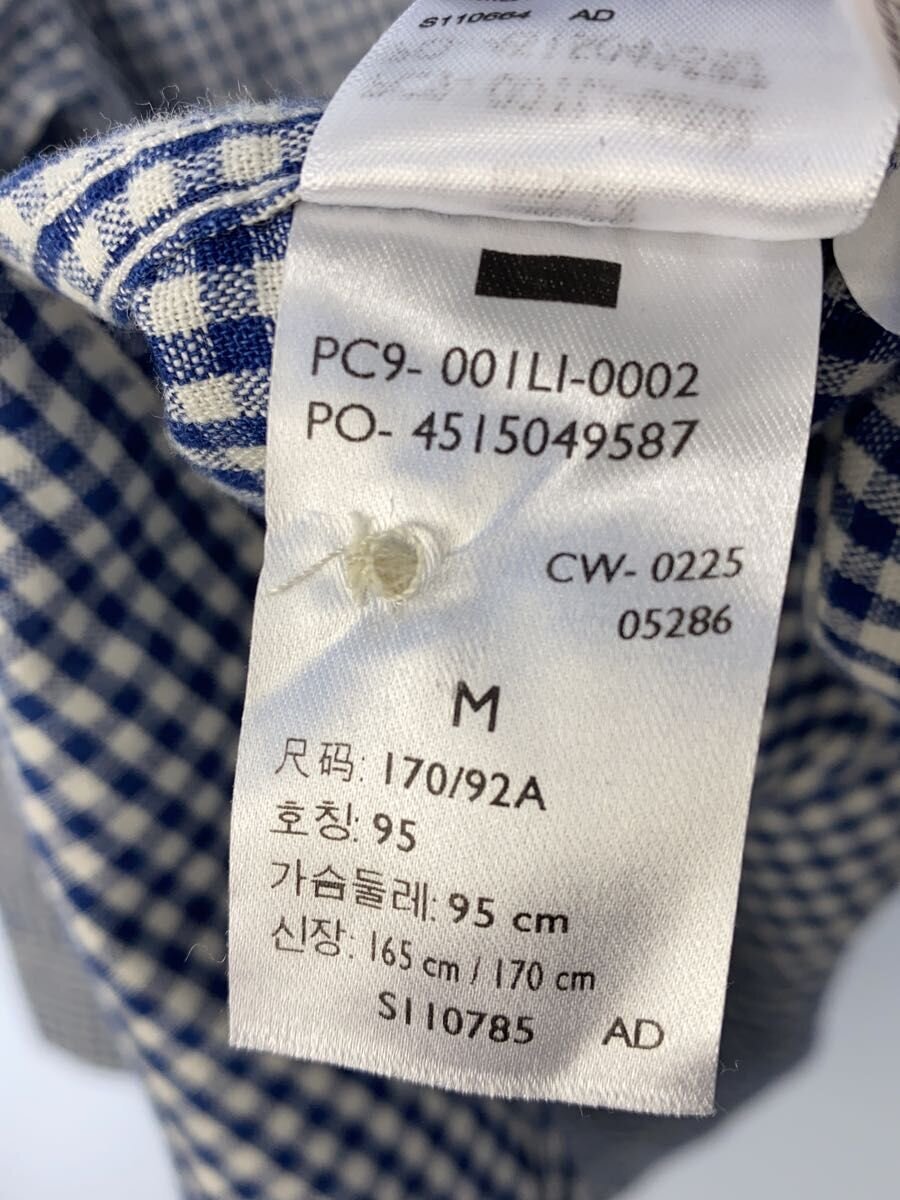 S110664 AD
PC9- 001L1-0002
PO- 4515049587
CW- 0225
05286
M
尺码: 170/92A
호칭: 95
가슴둘레: 95 cm
신장: 165 cm / 170 cm
S110785 AD